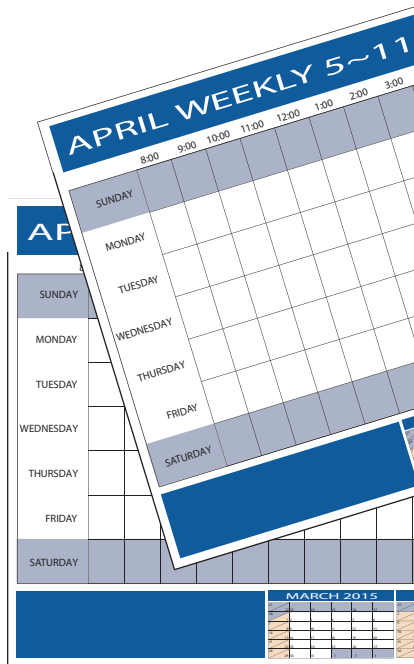 APRIL WEEKLY 5~11
8:00 9:00 10:00 11:00 12:00 1:00 2:00 3:00
SUNDAY
MONDAY
TUESDAY
WEDNESDAY
THURSDAY
FRIDAY
SATURDAY
AP
SUNDAY
MONDAY
TUESDAY
WEDNESDAY
THURSDAY
FRIDAY
SATURDAY
MARCH 2015